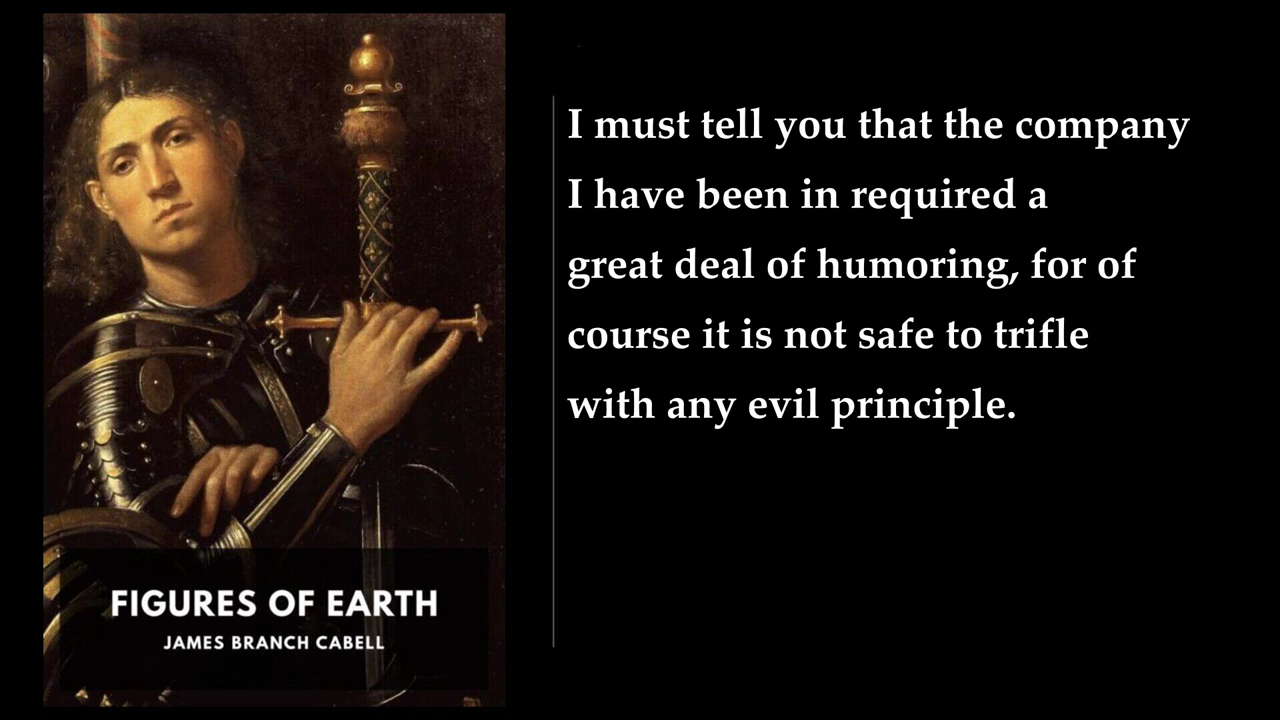 I must tell you that the company
I have been in required a
great deal of humoring, for of
course it is not safe to trifle
with any evil principle.
FIGURES OF EARTH
JAMES BRANCH CABELL